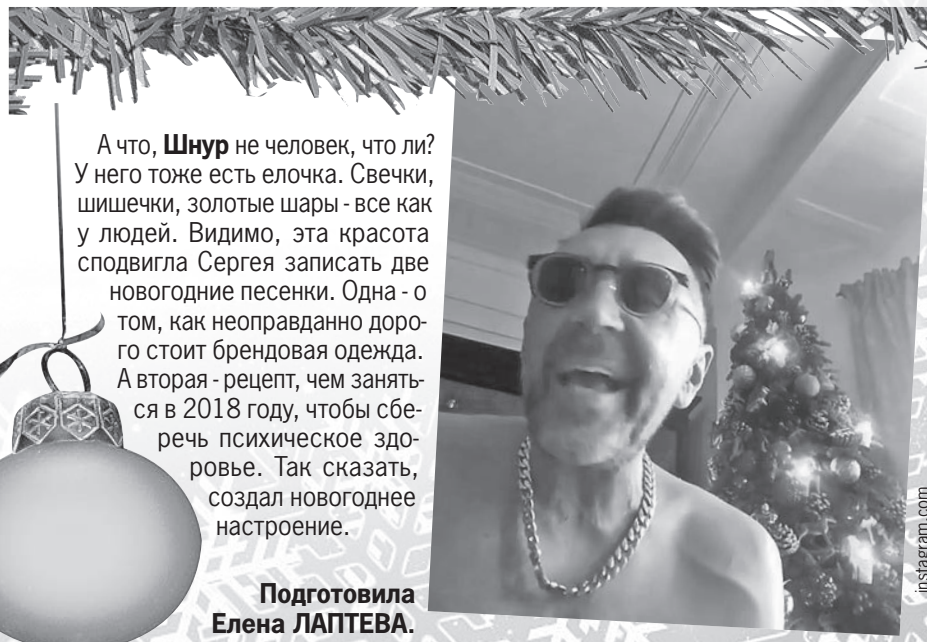 А что, Шнур не человек, что ли?
У него тоже есть елочка. Свечки,
шишечки, золотые шары - все как
у людей. Видимо, эта красота
сподвигла Сергея записать две
новогодние песенки. Одна - о
том, как неоправданно доро-
го стоит брендовая одежда.
А вторая - рецепт, чем занять-
ся в 2018 году, чтобы сбе-
речь психическое здо-
ровье. Так сказать,
создал новогоднее
настроение.
Подготовила
Елена ЛАПТЕВА.
instagram.com